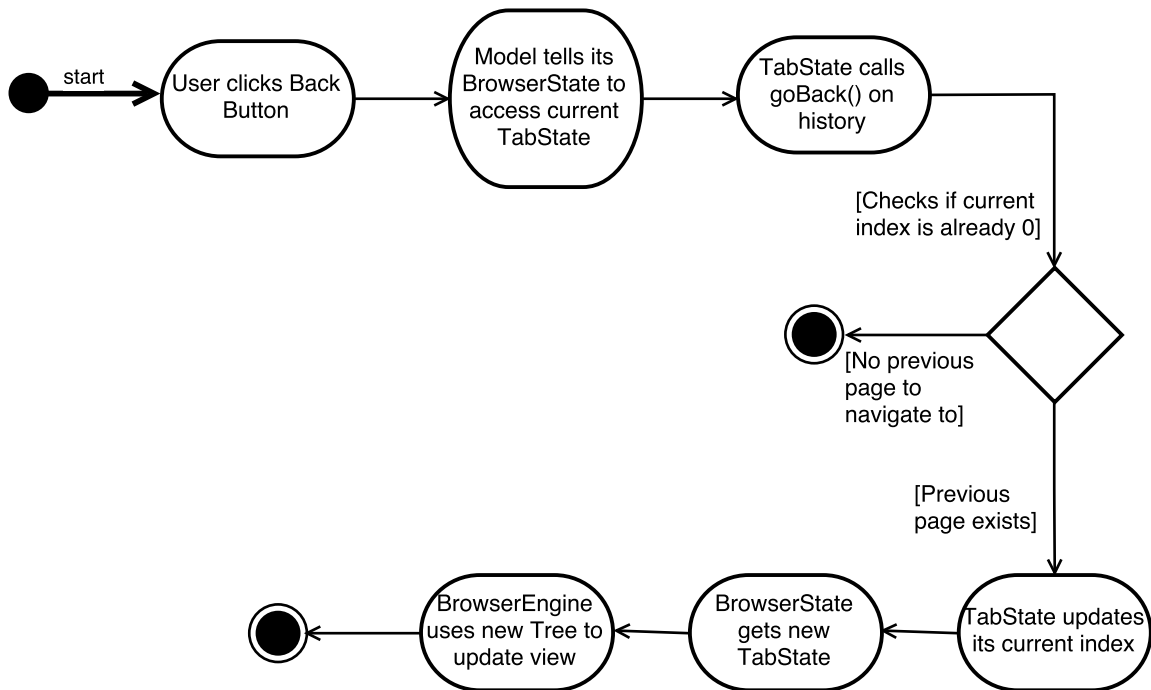 start
User clicks Back
Button
Model tells its
BrowserState to
access current
TabState
TabState calls
goBack() on
history
[Checks if current
index is already 0]
[No previous
page to
navigate to]
[Previous
page exists]
TabState updates
its current index
BrowserState
gets new
TabState
BrowserEngine
uses new Tree to
update view